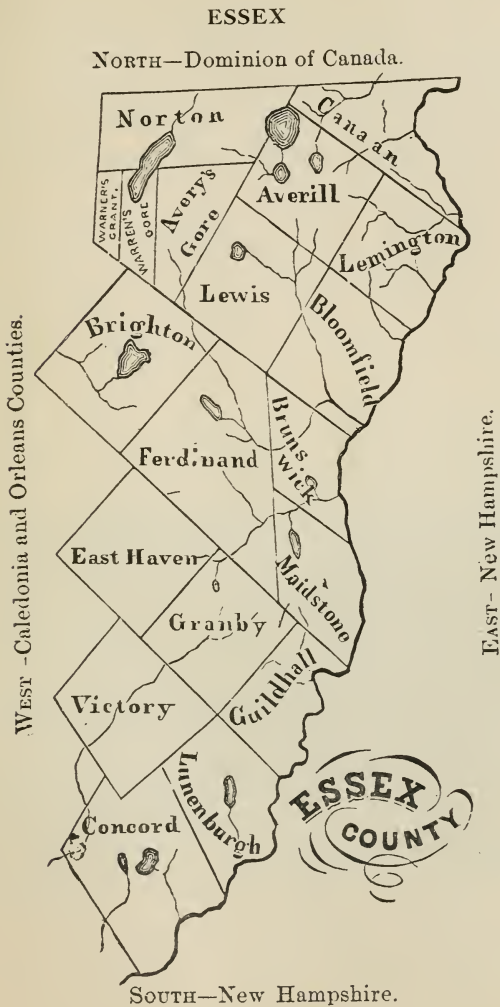 ESSEX
NORTH—Dominion of Canada.
Norton
Canaan
WARNER'S GRANT.
WARREN'S GORE
Avery's Gore
Averill
Lemington
Lewis
Bloomfield
Brighton
Brunswick
Ferdinand
East Haven
Maidstone
Granby
Guildhall
Victory
Lunenburgh
Concord
ESSEX
COUNTY
WEST -Caledonia and Orleans Counties.
EAST- New Hampshire.
SOUTH—New Hampshire.